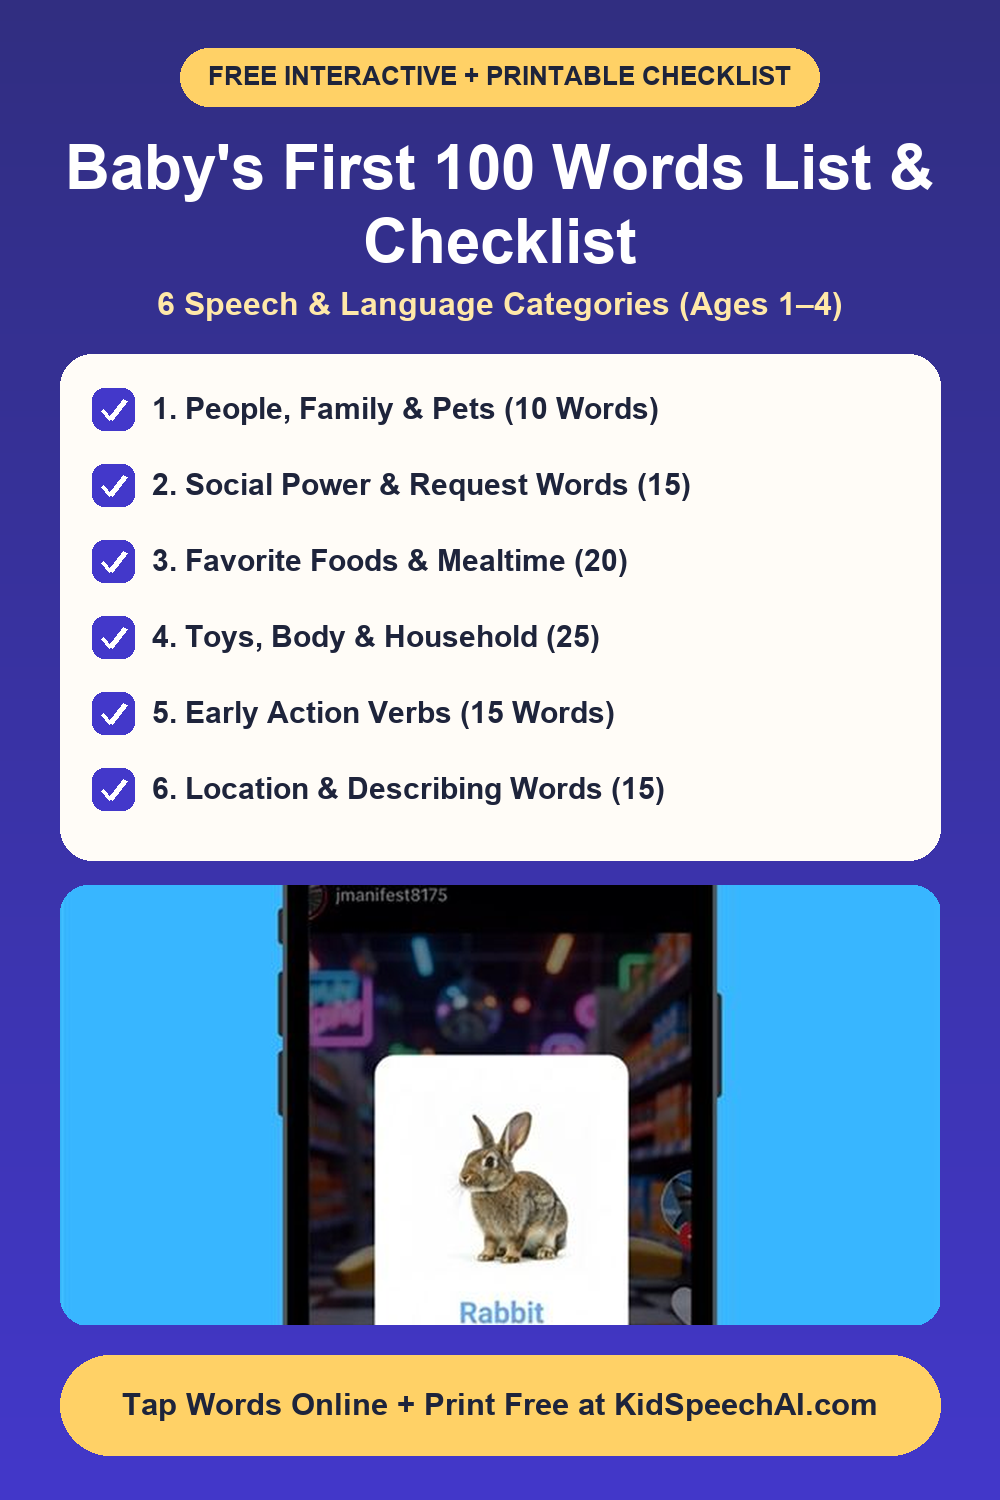 FREE INTERACTIVE + PRINTABLE CHECKLIST
Baby's First 100 Words List &
Checklist
6 Speech & Language Categories (Ages 1–4)
1. People, Family & Pets (10 Words)
2. Social Power & Request Words (15)
3. Favorite Foods & Mealtime (20)
4. Toys, Body & Household (25)
5. Early Action Verbs (15 Words)
6. Location & Describing Words (15)
jmanifest8175
Rabbit
Tap Words Online + Print Free at KidSpeechAI.com